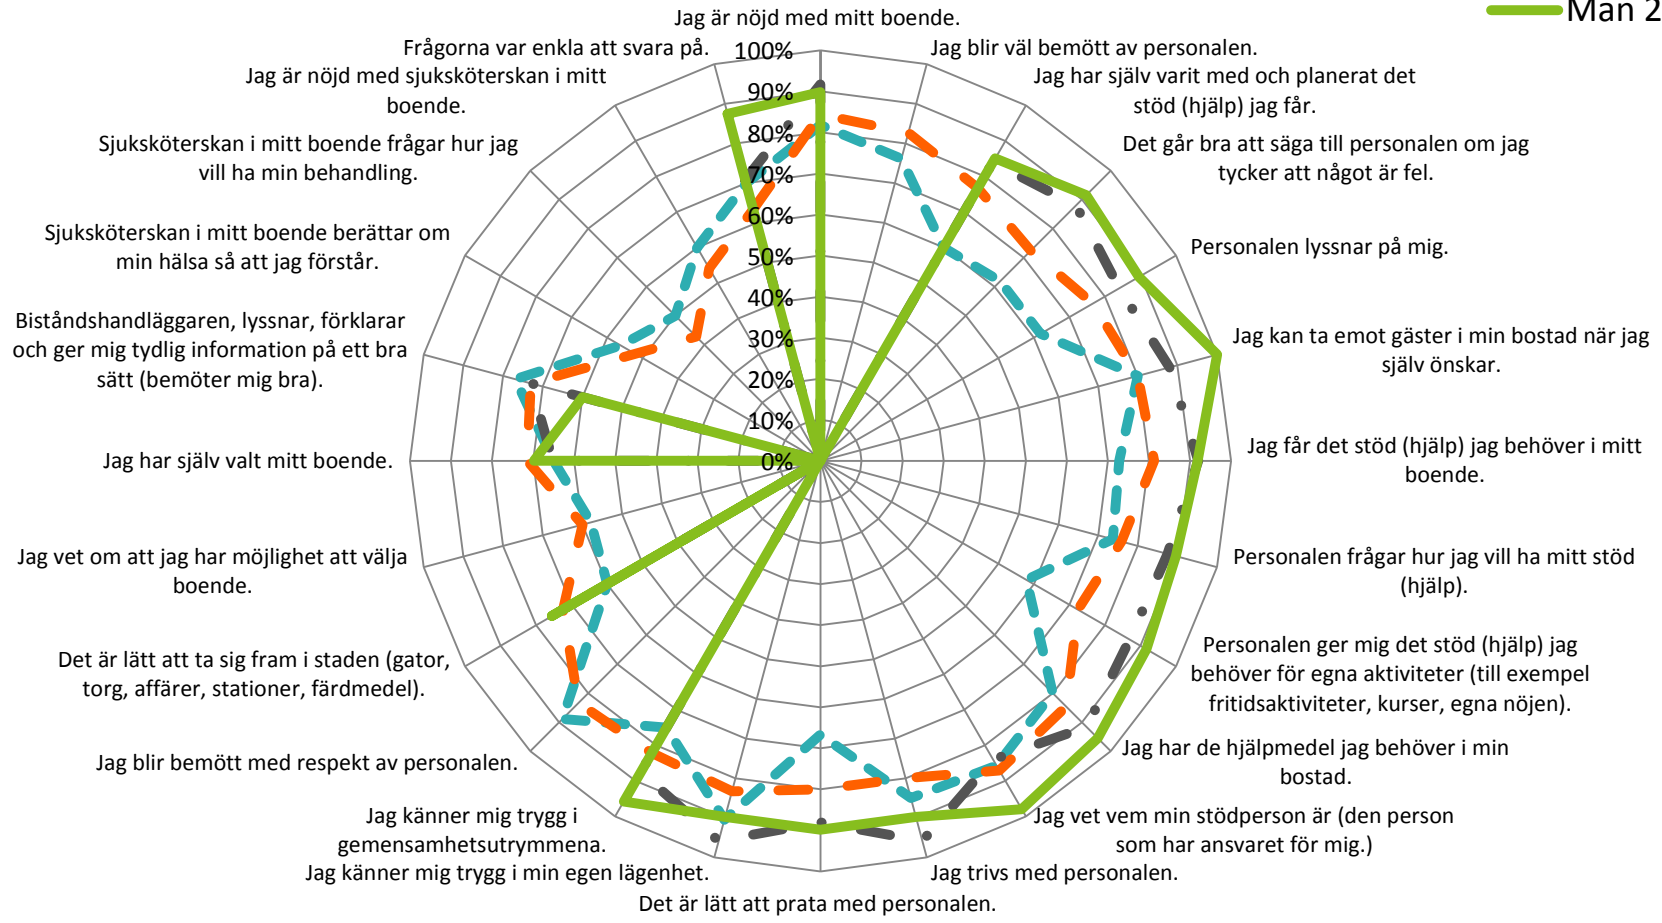 Man 2
Jag är nöjd med mitt boende.
Jag blir väl bemött av personalen.
Jag har själv varit med och planerat det
stöd (hjälp) jag får.
Det går bra att säga till personalen om jag
tycker att något är fel.
Personalen lyssnar på mig.
Jag kan ta emot gäster i min bostad när jag
själv önskar.
Jag får det stöd (hjälp) jag behöver i mitt
boende.
Personalen frågar hur jag vill ha mitt stöd
(hjälp).
Personalen ger mig det stöd (hjälp) jag
behöver för egna aktiviteter (till exempel
fritidsaktiviteter, kurser, egna nöjen).
Jag har de hjälpmedel jag behöver i min
bostad.
Jag vet vem min stödperson är (den person
som har ansvaret för mig.)
Jag trivs med personalen.
Det är lätt att prata med personalen.
Jag känner mig trygg i min egen lägenhet.
Jag känner mig trygg i
gemensamhetsutrymmena.
Jag blir bemött med respekt av personalen.
Det är lätt att ta sig fram i staden (gator,
torg, affärer, stationer, färdmedel).
Jag vet om att jag har möjlighet att välja
boende.
Jag har själv valt mitt boende.
Biståndshandläggaren, lyssnar, förklarar
och ger mig tydlig information på ett bra
sätt (bemöter mig bra).
Sjuksköterskan i mitt boende berättar om
min hälsa så att jag förstår.
Sjuksköterskan i mitt boende frågar hur jag
vill ha min behandling.
Jag är nöjd med sjuksköterskan i mitt
boende.
Frågorna var enkla att svara på.
100%
90%
80%
70%
60%
50%
40%
30%
20%
10%
0%